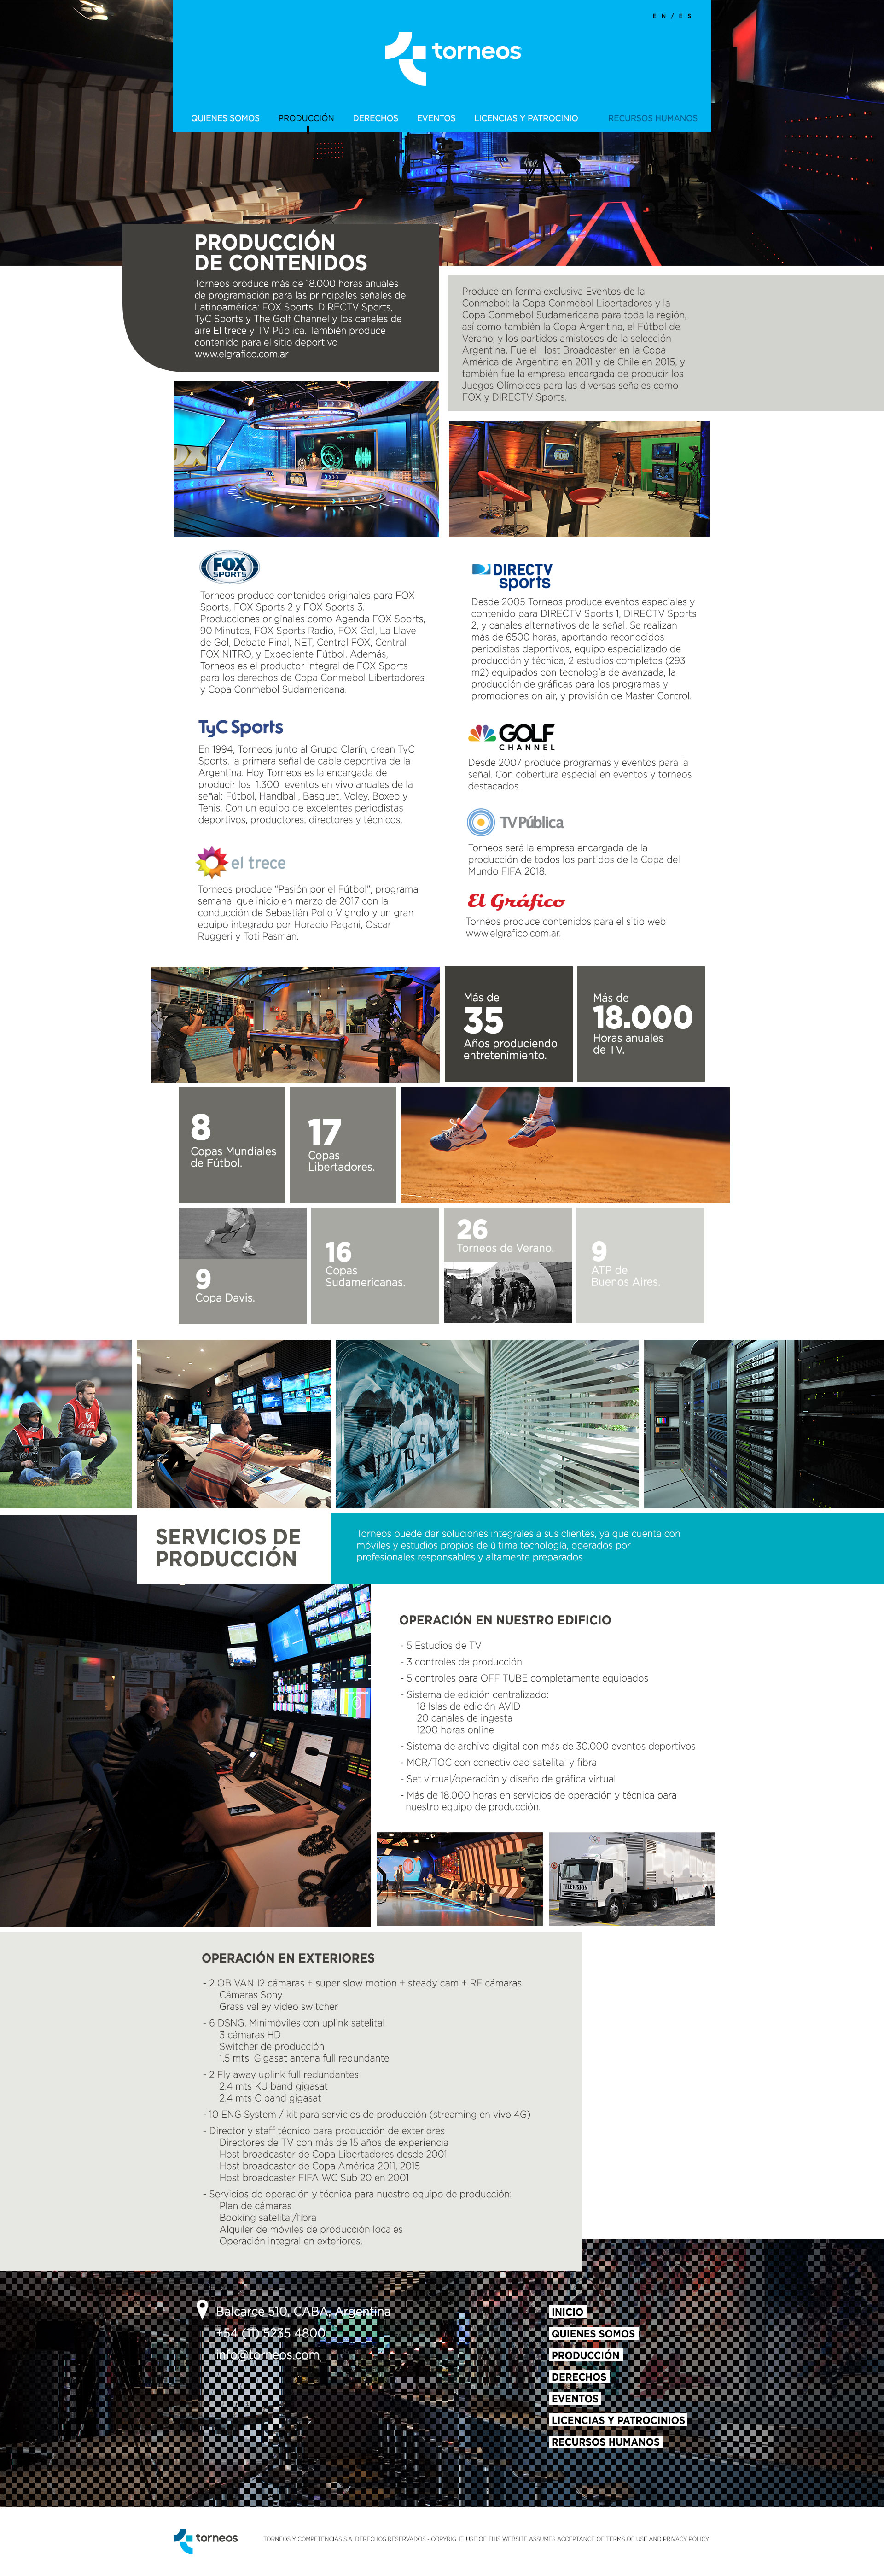 EN/ES
torneos
QUIENES SOMOS PRODUCCIÓN DERECHOS EVENTOS LICENCIAS Y PATROCINIO RECURSOS HUMANOS
PRODUCCIÓN
DE CONTENIDOS
Torneos produce más de 18.000 horas anuales
de programación para las principales señales de
Latinoamérica: FOX Sports, DIRECTV Sports,
TyC Sports y The Golf Channel y los canales de
aire El trece y TV Pública. También produce
contenido para el sitio deportivo
www.elgrafico.com.ar
Produce en forma exclusiva Eventos de la
Conmebol: la Copa Conmebol Libertadores y la
Copa Conmebol Sudamericana para toda la región,
así como también la Copa Argentina, el Fútbol de
Verano, y los partidos amistosos de la selección
Argentina. Fue el Host Broadcaster en la Copa
América de Argentina en 2011 y de Chile en 2015, y
también fue la empresa encargada de producir los
Juegos Olímpicos para las diversas señales como
FOX y DIRECTV Sports.
FOX
FOX
FOX
SPORTS
Torneos produce contenidos originales para FOX
Sports, FOX Sports 2 y FOX Sports 3.
Producciones originales como Agenda FOX Sports,
90 Minutos, FOX Sports Radio, FOX Gol, La Llave
de Gol, Debate Final, NET, Central FOX, Central
FOX NITRO, y Expediente Fútbol. Además,
Torneos es el productor integral de FOX Sports
para los derechos de Copa Conmebol Libertadores
y Copa Conmebol Sudamericana.
DIRECTV
sports
Desde 2005 Torneos produce eventos especiales y
contenido para DIRECTV Sports 1, DIRECTV Sports
2, y canales alternativos de la señal. Se realizan
más de 6500 horas, aportando reconocidos
periodistas deportivos, equipo especializado de
producción y técnica, 2 estudios completos (293
m2) equipados con tecnología de avanzada, la
producción de gráficas para los programas y
promociones on air, y provisión de Master Control.
TyC Sports
En 1994, Torneos junto al Grupo Clarín, crean TyC
Sports, la primera señal de cable deportiva de la
Argentina. Hoy Torneos es la encargada de
producir los 1.300 eventos en vivo anuales de la
señal: Fútbol, Handball, Basquet, Voley, Boxeo y
Tenis. Con un equipo de excelentes periodistas
deportivos, productores, directores y técnicos.
GOLF
CHANNEL
Desde 2007 produce programas y eventos para la
señal. Con cobertura especial en eventos y torneos
destacados.
TV Pública
Torneos será la empresa encargada de la
producción de todos los partidos de la Copa del
Mundo FIFA 2018.
el trece
Torneos produce "Pasión por el Fútbol", programa
semanal que inicio en marzo de 2017 con la
conducción de Sebastián Pollo Vignolo y un gran
equipo integrado por Horacio Pagani, Oscar
Ruggeri y Toti Pasman.
El Gráfico
Torneos produce contenidos para el sitio web
www.elgrafico.com.ar.
Más de
35
Años produciendo
entretenimiento.
Más de
18.000
Horas anuales
de TV.
8
Copas Mundiales
de Fútbol.
17
Copas
Libertadores.
9
Copa Davis.
16
Copas
Sudamericanas.
26
Torneos de Verano.
9
ATP de
Buenos Aires.
SERVICIOS DE
PRODUCCIÓN
Torneos puede dar soluciones integrales a sus clientes, ya que cuenta con
móviles y estudios propios de última tecnología, operados por
profesionales responsables y altamente preparados.
OPERACIÓN EN NUESTRO EDIFICIO
- 5 Estudios de TV
- 3 controles de producción
- 5 controles para OFF TUBE completamente equipados
- Sistema de edición centralizado:
18 Islas de edición AVID
20 canales de ingesta
1200 horas online
- Sistema de archivo digital con más de 30.000 eventos deportivos
- MCR/TOC con conectividad satelital y fibra
- Set virtual/operación y diseño de gráfica virtual
- Más de 18.000 horas en servicios de operación y técnica para
nuestro equipo de producción.
TELEVISION
OPERACIÓN EN EXTERIORES
- 2 OB VAN 12 cámaras + super slow motion + steady cam + RF cámaras
Cámaras Sony
Grass valley video switcher
- 6 DSNG. Minimóviles con uplink satelital
3 cámaras HD
Switcher de producción
1.5 mts. Gigasat antena full redundante
- 2 Fly away uplink full redundantes
2.4 mts KU band gigasat
2.4 mts C band gigasat
- 10 ENG System / kit para servicios de producción (streaming en vivo 4G)
- Director y staff técnico para producción de exteriores
Directores de TV con más de 15 años de experiencia
Host broadcaster de Copa Libertadores desde 2001
Host broadcaster de Copa América 2011, 2015
Host broadcaster FIFA WC Sub 20 en 2001
- Servicios de operación y técnica para nuestro equipo de producción:
Plan de cámaras
Booking satelital/fibra
Alquiler de móviles de producción locales
Operación integral en exteriores.
Balcarce 510, CABA, Argentina
+54 (11) 5235 4800
info@torneos.com
INICIO
QUIENES SOMOS
PRODUCCIÓN
DERECHOS
EVENTOS
LICENCIAS Y PATROCINIOS
RECURSOS HUMANOS
torneos
TORNEOS Y COMPETENCIAS S.A. DERECHOS RESERVADOS - COPYRIGHT. USE OF THIS WEBSITE ASSUMES ACCEPTANCE OF TERMS OF USE AND PRIVACY POLICY